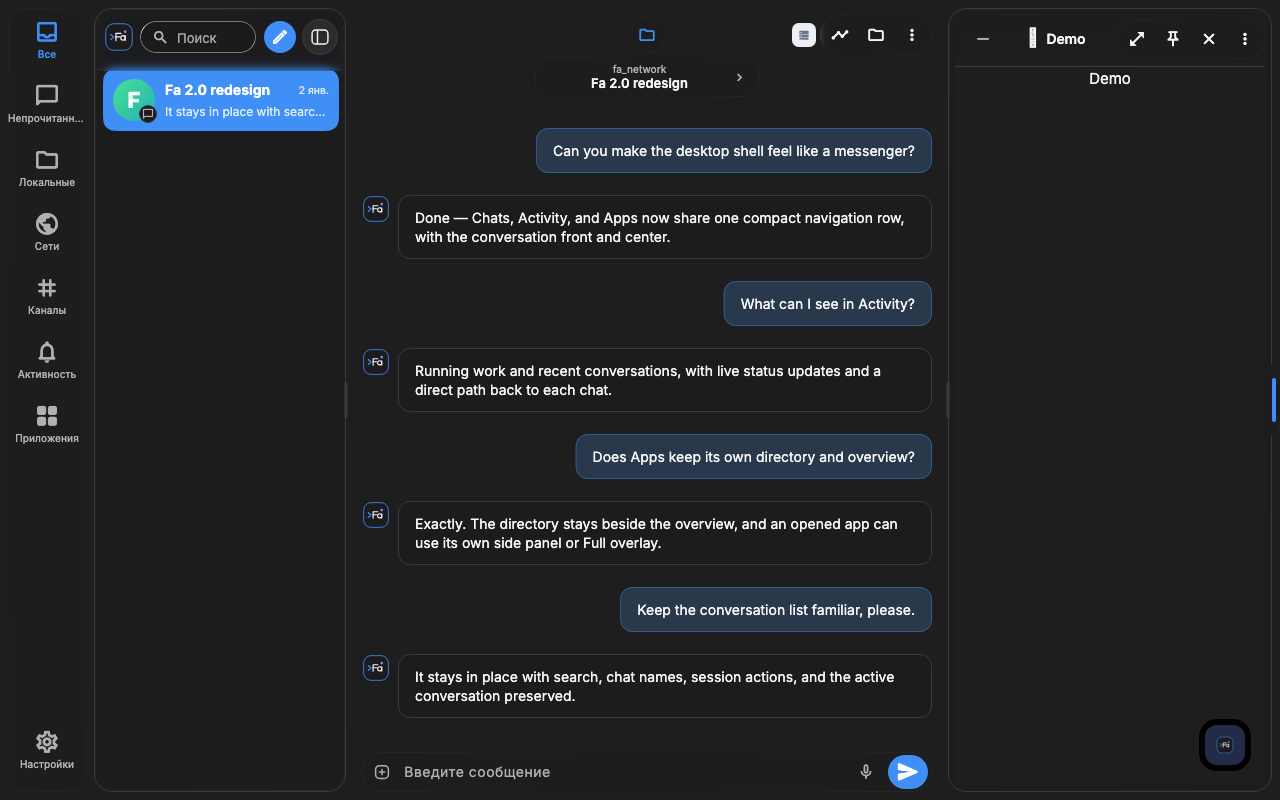 Все
Непрочитанн...
Локальные
Сети
Каналы
Активность
Приложения
Настройки
>Fa
Поиск
F
Fa 2.0 redesign
2 янв.
It stays in place with searc...
fa_network
Fa 2.0 redesign
Can you make the desktop shell feel like a messenger?
>Fa
Done — Chats, Activity, and Apps now share one compact navigation row,
with the conversation front and center.
What can I see in Activity?
>Fa
Running work and recent conversations, with live status updates and a
direct path back to each chat.
Does Apps keep its own directory and overview?
>Fa
Exactly. The directory stays beside the overview, and an opened app can
use its own side panel or Full overlay.
Keep the conversation list familiar, please.
>Fa
It stays in place with search, chat names, session actions, and the active
conversation preserved.
Введите сообщение
Demo
Demo
>Fa